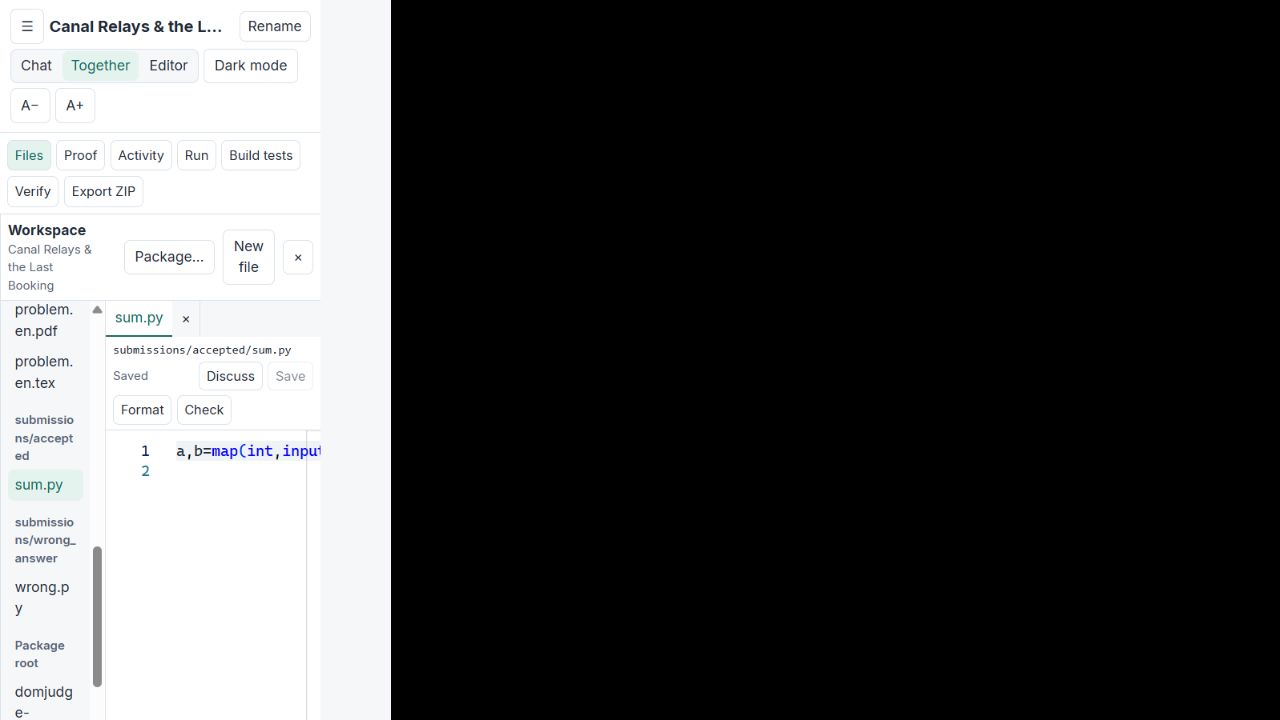 ☰ Canal Relays & the L... Rename
Chat Together Editor Dark mode
A− A+
Files Proof Activity Run Build tests
Verify Export ZIP
Workspace
Canal Relays &
the Last
Booking
Package...
New
file
×
problem.
en.pdf
problem.
en.tex
submissio
ns/accept
ed
sum.py
submissio
ns/wrong_
answer
wrong.p
y
Package
root
domjudg
e-
sum.py ×
submissions/accepted/sum.py
Saved Discuss Save
Format Check
1 a,b=map(int,input
2